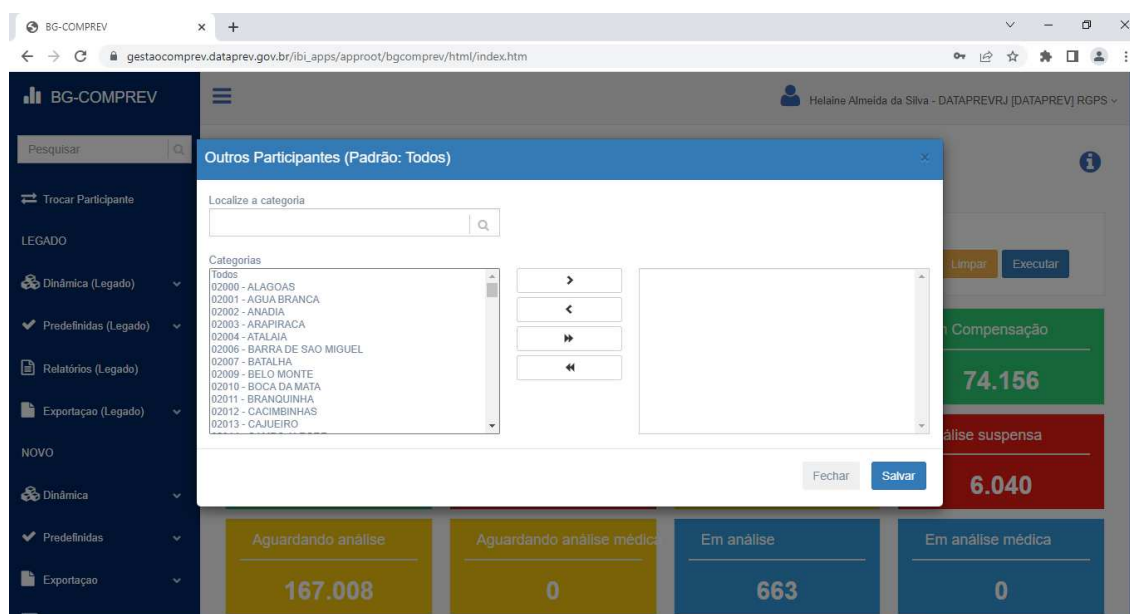 BG-COMPREV
gestaocomprev.dataprev.gov.br/ibi_apps/approot/bgcomprev/html/index.htm
BG-COMPREV
Helaine Almeida da Silva - DATAPREVRJ [DATAPREV] RGPS
Pesquisar
Trocar Participante
LEGADO
Dinâmica (Legado)
Predefinidas (Legado)
Relatórios (Legado)
Exportaçao (Legado)
NOVO
Dinâmica
Predefinidas
Exportaçao
Outros Participantes (Padrão: Todos)
Localize a categoria
Categorias
Todos
02000 - ALAGOAS
02001 - AGUA BRANCA
02002 - ANADIA
02003 - ARAPIRACA
02004 - ATALAIA
02006 - BARRA DE SAO MIGUEL
02007 - BATALHA
02009 - BELO MONTE
02010 - BOCA DA MATA
02011 - BRANQUINHA
02012 - CACIMBINHAS
02013 - CAJUEIRO
Fechar
Salvar
Limpar
Executar
Compensação
74.156
álise suspensa
6.040
Aguardando análise
167.008
Aguardando análise médica
0
Em análise
663
Em análise médica
0